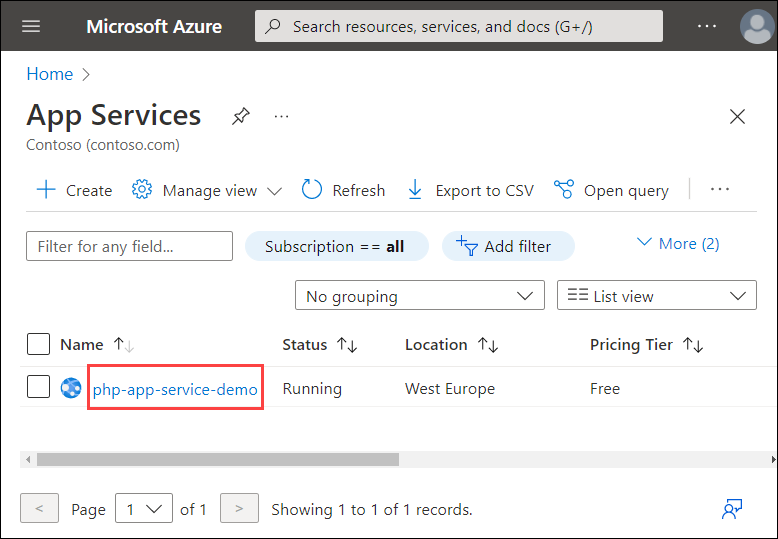 Microsoft Azure Search resources, services, and docs (G+/) ...
Home >
App Services ...
Contoso (contoso.com)
+ Create Manage view Refresh Export to CSV Open query ...
Filter for any field... Subscription == all Add filter More (2)
No grouping List view
Name ↑↓ Status ↑↓ Location ↑↓ Pricing Tier ↑↓
php-app-service-demo Running West Europe Free
< Page 1 of 1 > Showing 1 to 1 of 1 records.